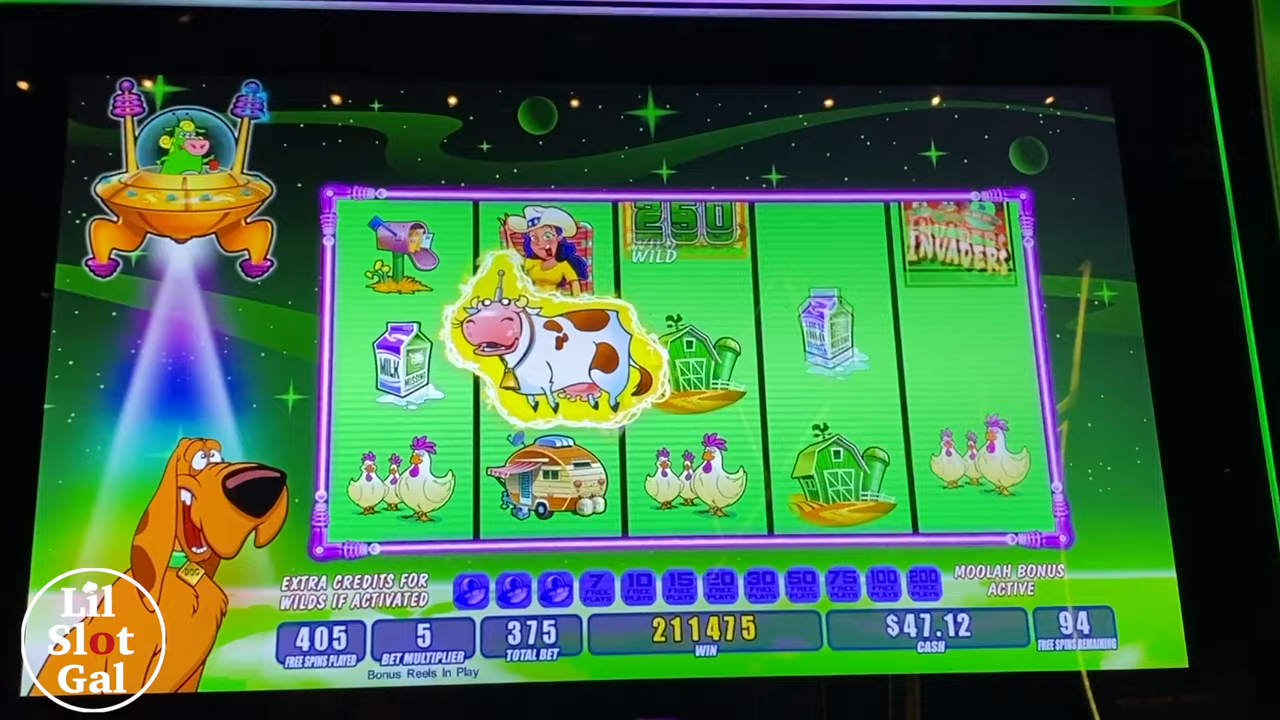 250
WILD
INVADERS
MILK
MISSING
EXTRA CREDITS FOR
WILDS IF ACTIVATED
7
FREE
PLAYS
10
FREE
PLAYS
15
FREE
PLAYS
20
FREE
PLAYS
30
FREE
PLAYS
50
FREE
PLAYS
75
FREE
PLAYS
100
FREE
PLAYS
200
FREE
PLAYS
MOOLAH BONUS
ACTIVE
405
FREE SPINS PLAYED
5
BET MULTIPLIER
375
TOTAL BET
211475
WIN
$47.12
CASH
94
FREE SPINS REMAINING
Bonus Reels In Play
DOG
Lil
Slot
Gal